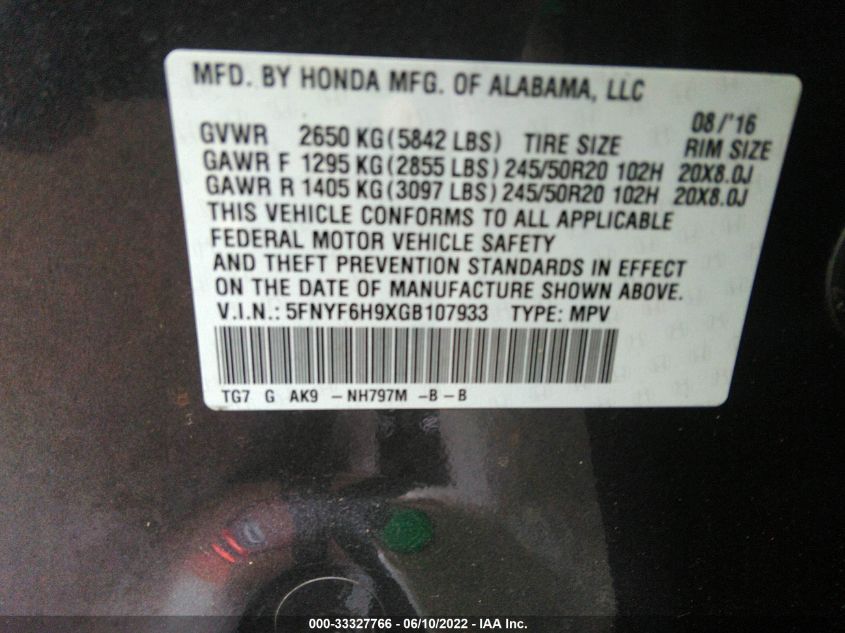 MFD. BY HONDA MFG. OF ALABAMA, LLC
08/'16
GVWR 2650 KG (5842 LBS) TIRE SIZE RIM SIZE
GAWR F 1295 KG (2855 LBS) 245/50R20 102H 20X8.0J
GAWR R 1405 KG (3097 LBS) 245/50R20 102H 20X8.0J
THIS VEHICLE CONFORMS TO ALL APPLICABLE
FEDERAL MOTOR VEHICLE SAFETY
AND THEFT PREVENTION STANDARDS IN EFFECT
ON THE DATE OF MANUFACTURE SHOWN ABOVE.
V.I.N.: 5FNYF6H9XGB107933 TYPE: MPV
TG7 G AK9 - NH797M - B - B
000-33327766 - 06/10/2022 - IAA Inc.